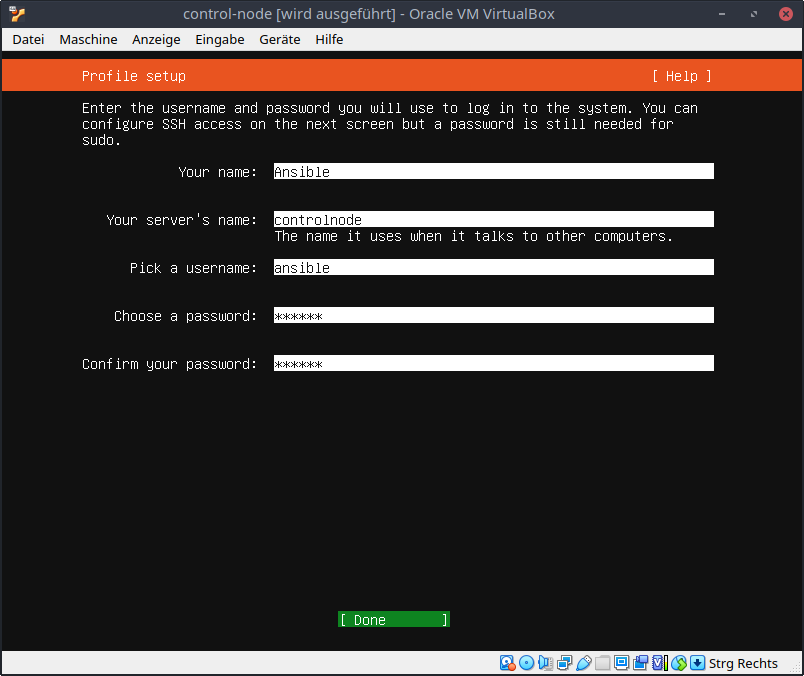 control-node [wird ausgeführt] - Oracle VM VirtualBox
Datei Maschine Anzeige Eingabe Geräte Hilfe
Profile setup [ Help ]
Enter the username and password you will use to log in to the system. You can
configure SSH access on the next screen but a password is still needed for
sudo.
Your name: Ansible
Your server's name: controlnode
The name it uses when it talks to other computers.
Pick a username: ansible
Choose a password: ******
Confirm your password: ******
[ Done ]
Strg Rechts